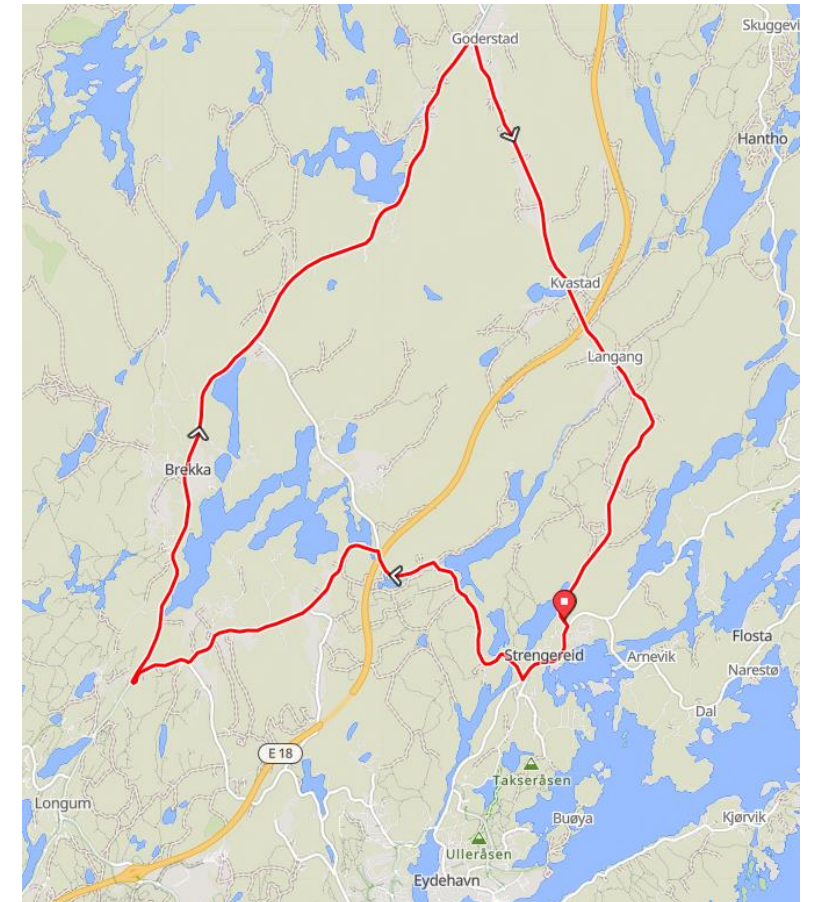 Goderstad
Skuggevi
Hantho
Kvastad
Langang
Brekka
Strengereid
Arnevik
Flosta
Narestø
Dal
E 18
Takseråsen
Longum
Buøya
Kjørvik
Ulleråsen
Eydehavn